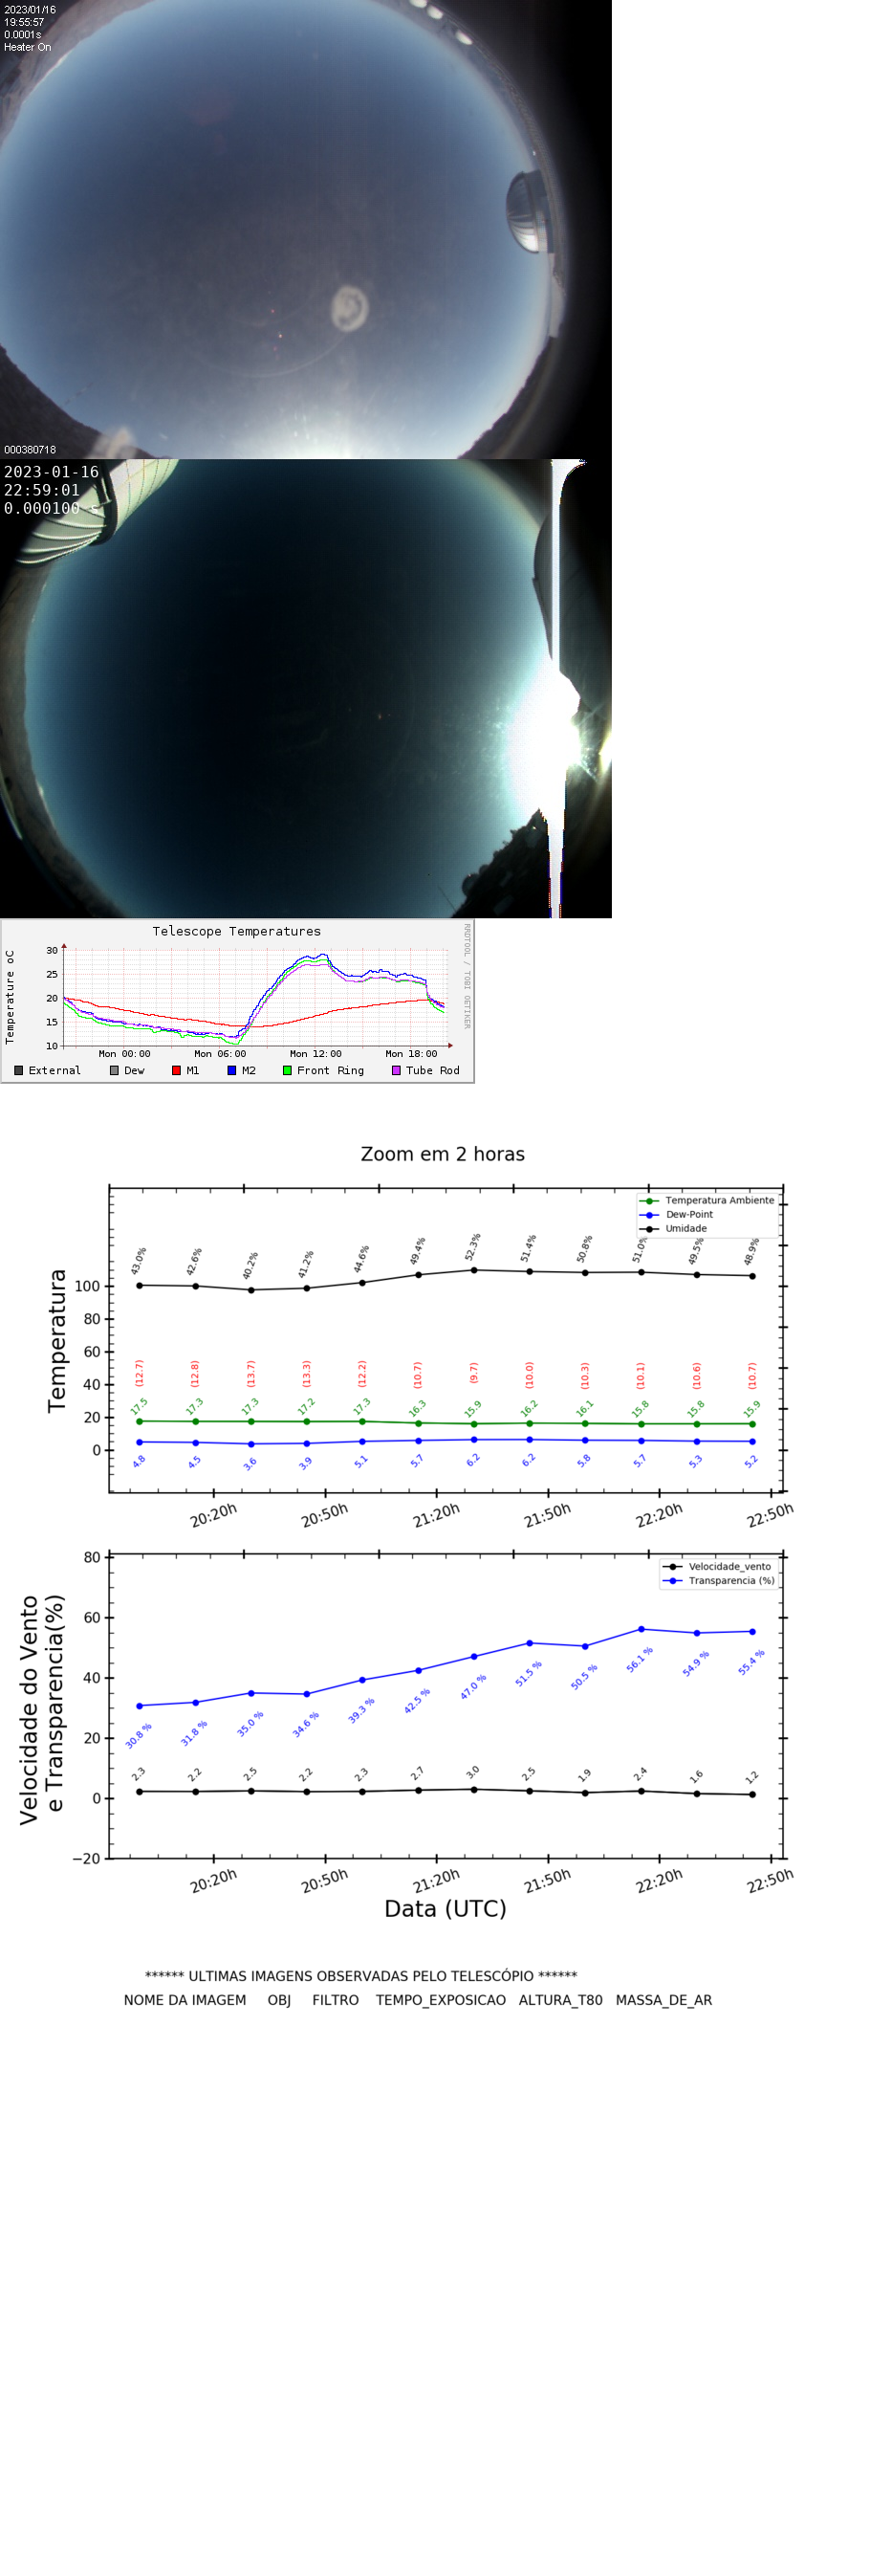 2023/01/16
19:55:57
0.0001s
Heater On
000380718
2023-01-16
22:59:01
0.000100 s
Telescope Temperatures
RRDTOOL / TOBI OETIKER
Temperature oC
30
25
20
15
10
Mon 00:00 Mon 06:00 Mon 12:00 Mon 18:00
External Dew M1 M2 Front Ring Tube Rod
Zoom em 2 horas
Temperatura Ambiente
Dew-Point
Umidade
Temperatura
100
80
60
40
20
0
43.0% 42.6% 40.2% 41.2% 44.6% 49.4% 52.3% 51.4% 50.8% 51.0% 49.5% 48.9%
(12.7) (12.8) (13.7) (13.3) (12.2) (10.7) (9.7) (10.0) (10.3) (10.1) (10.6) (10.7)
17.5 17.3 17.3 17.2 17.3 16.3 15.9 16.2 16.1 15.8 15.8 15.9
4.8 4.5 3.6 3.9 5.1 5.7 6.2 6.2 5.8 5.7 5.3 5.2
20:20h 20:50h 21:20h 21:50h 22:20h 22:50h
Velocidade_vento
Transparencia (%)
Velocidade do Vento
e Transparencia(%)
80
60
40
20
0
−20
30.8 % 31.8 % 35.0 % 34.6 % 39.3 % 42.5 % 47.0 % 51.5 % 50.5 % 56.1 % 54.9 % 55.4 %
2.3 2.2 2.5 2.2 2.3 2.7 3.0 2.5 1.9 2.4 1.6 1.2
20:20h 20:50h 21:20h 21:50h 22:20h 22:50h
Data (UTC)
****** ULTIMAS IMAGENS OBSERVADAS PELO TELESCÓPIO ******
NOME DA IMAGEM OBJ FILTRO TEMPO_EXPOSICAO ALTURA_T80 MASSA_DE_AR